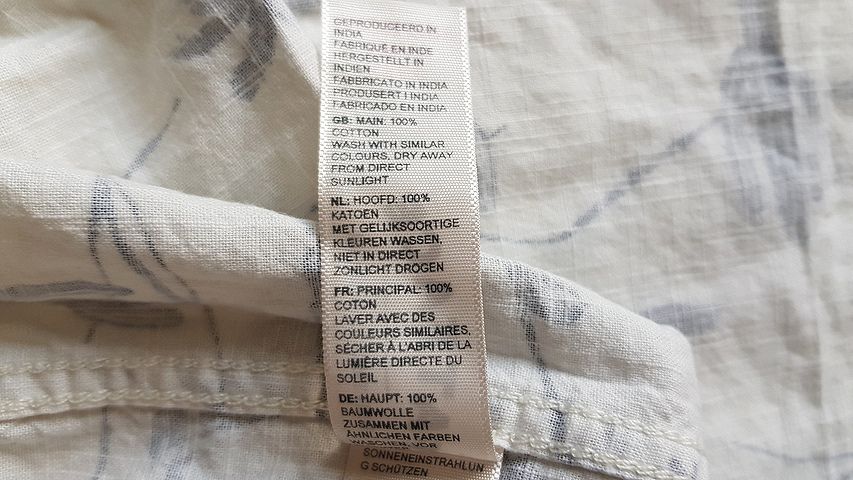 GEPRODUCEERD IN
INDIA
FABRIQUÉ EN INDE
HERGESTELLT IN
INDIEN
FABBRICATO IN INDIA
PRODUSERT I INDIA
FABRICADO EN INDIA
GB: MAIN: 100%
COTTON
WASH WITH SIMILAR
COLOURS, DRY AWAY
FROM DIRECT
SUNLIGHT
NL: HOOFD: 100%
KATOEN
MET GELIJKSOORTIGE
KLEUREN WASSEN,
NIET IN DIRECT
ZONLICHT DROGEN
FR: PRINCIPAL: 100%
COTON
LAVER AVEC DES
COULEURS SIMILAIRES,
SÉCHER À L'ABRI DE LA
LUMIÈRE DIRECTE DU
SOLEIL
DE: HAUPT: 100%
BAUMWOLLE
ZUSAMMEN MIT
ÄHNLICHEN FARBEN
WASCHEN, VOR
SONNENEINSTRAHLUN
G SCHÜTZEN